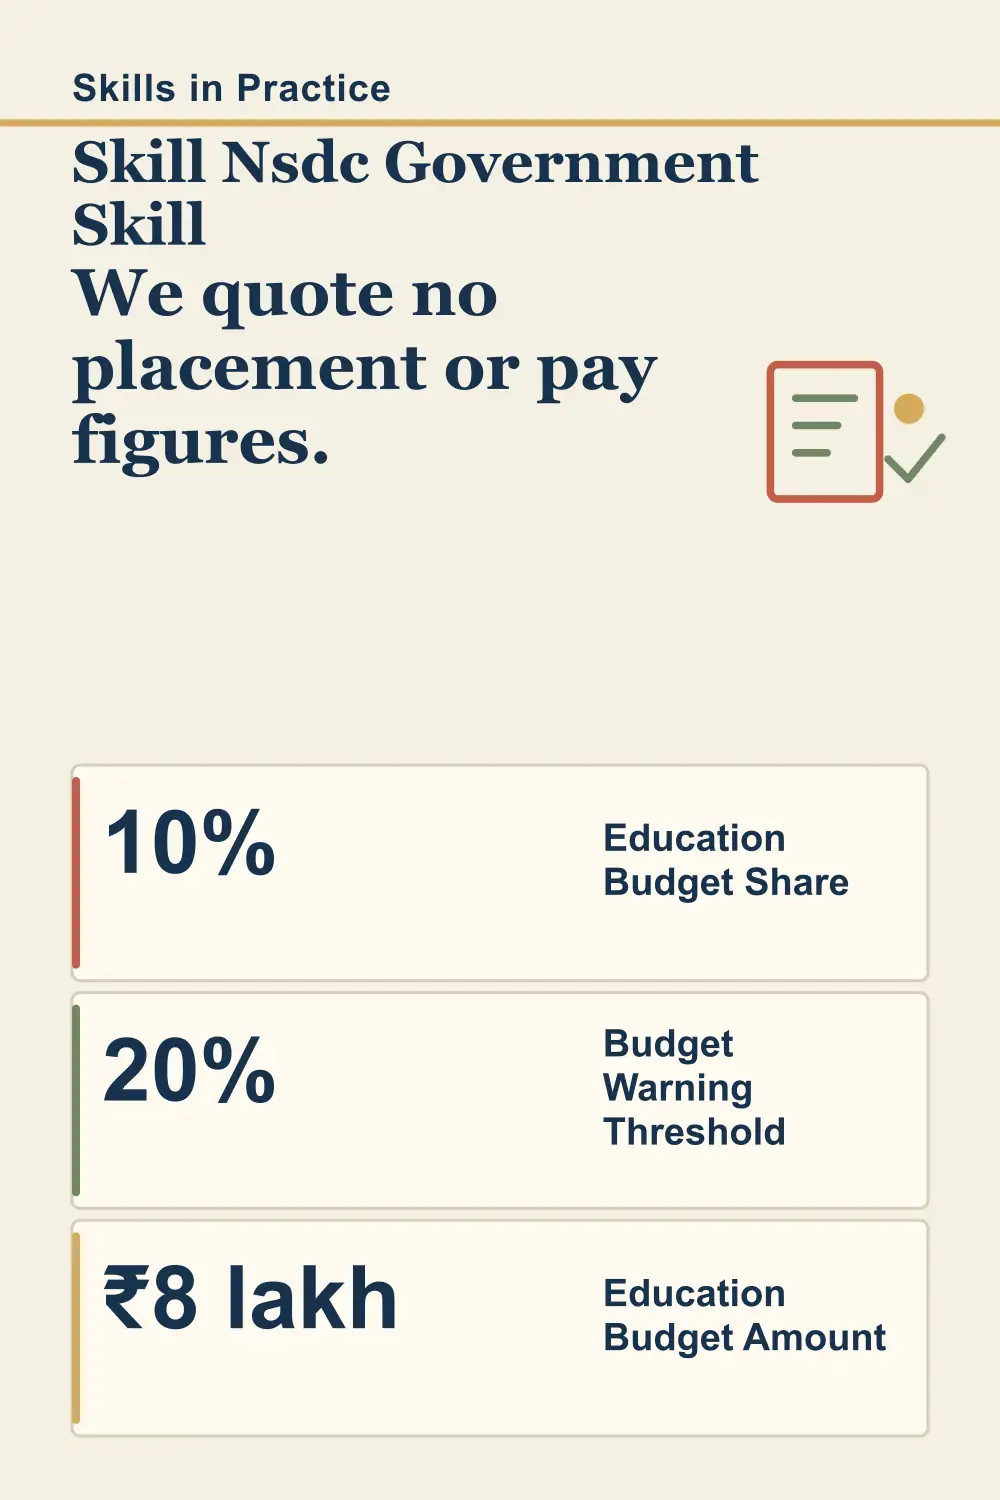 Skills in Practice
Skill Nsdc Government
Skill
We quote no
placement or pay
figures.
10%
Education
Budget Share
20%
Budget
Warning
Threshold
₹8 lakh
Education
Budget Amount